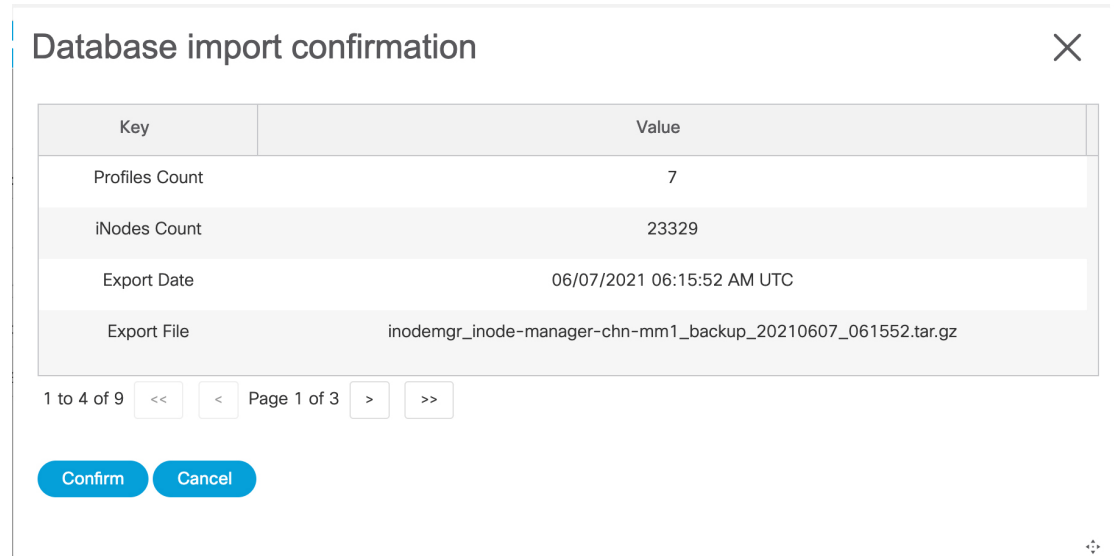 Database import confirmation
Key Value
Profiles Count 7
iNodes Count 23329
Export Date 06/07/2021 06:15:52 AM UTC
Export File inodemgr_inode-manager-chn-mm1_backup_20210607_061552.tar.gz
1 to 4 of 9 << < Page 1 of 3 > >>
Confirm Cancel